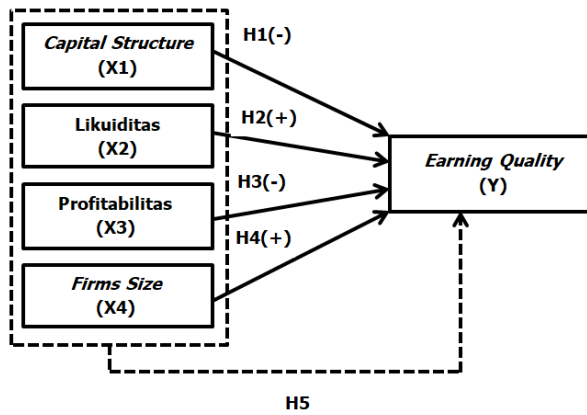 Capital Structure
(X1)
H1(-)
Likuiditas
(X2)
H2(+)
Profitabilitas
(X3)
H3(-)
Firms Size
(X4)
H4(+)
Earning Quality
(Y)
H5